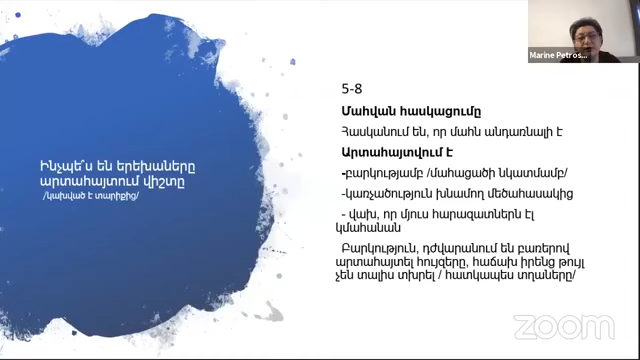 Ինչպե՞ս են երեխաները
արտահայտում վիշտը
/կախված է տարիքից/
5-8
Մահվան հասկացումը
Հասկանում են, որ մահն անդառնալի է
Արտահայտվում է
-բարկությամբ /մահացածի նկատմամբ/
-կառչածություն խնամող մեծահասակից
- վախ, որ մյուս հարազատներն էլ
կմահանան
Բարկություն, դժվարանում են բառերով
արտահայտել հույզերը, հաճախ իրենց թույլ
չեն տալիս տխրել / հատկապես տղաները/
Marine Petros...
zoom